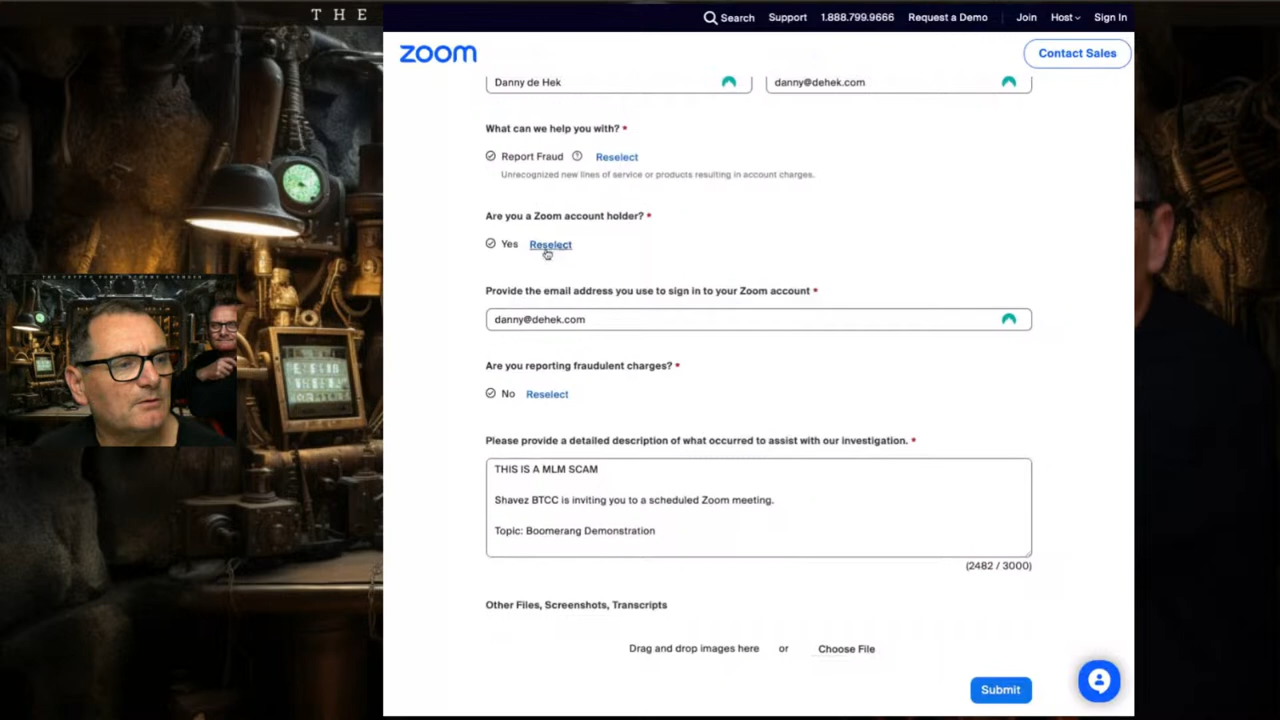 THE
Search Support 1.888.799.9666 Request a Demo Join Host Sign In
zoom
Contact Sales
Danny de Hek danny@dehek.com
What can we help you with? *
Report Fraud Reselect
Unrecognized new lines of service or products resulting in account charges.
Are you a Zoom account holder? *
Yes Reselect
Provide the email address you use to sign in to your Zoom account *
danny@dehek.com
Are you reporting fraudulent charges? *
No Reselect
Please provide a detailed description of what occurred to assist with our investigation. *
THIS IS A MLM SCAM
Shavez BTCC is inviting you to a scheduled Zoom meeting.
Topic: Boomerang Demonstration
(2482 / 3000)
Other Files, Screenshots, Transcripts
Drag and drop images here or Choose File
Submit